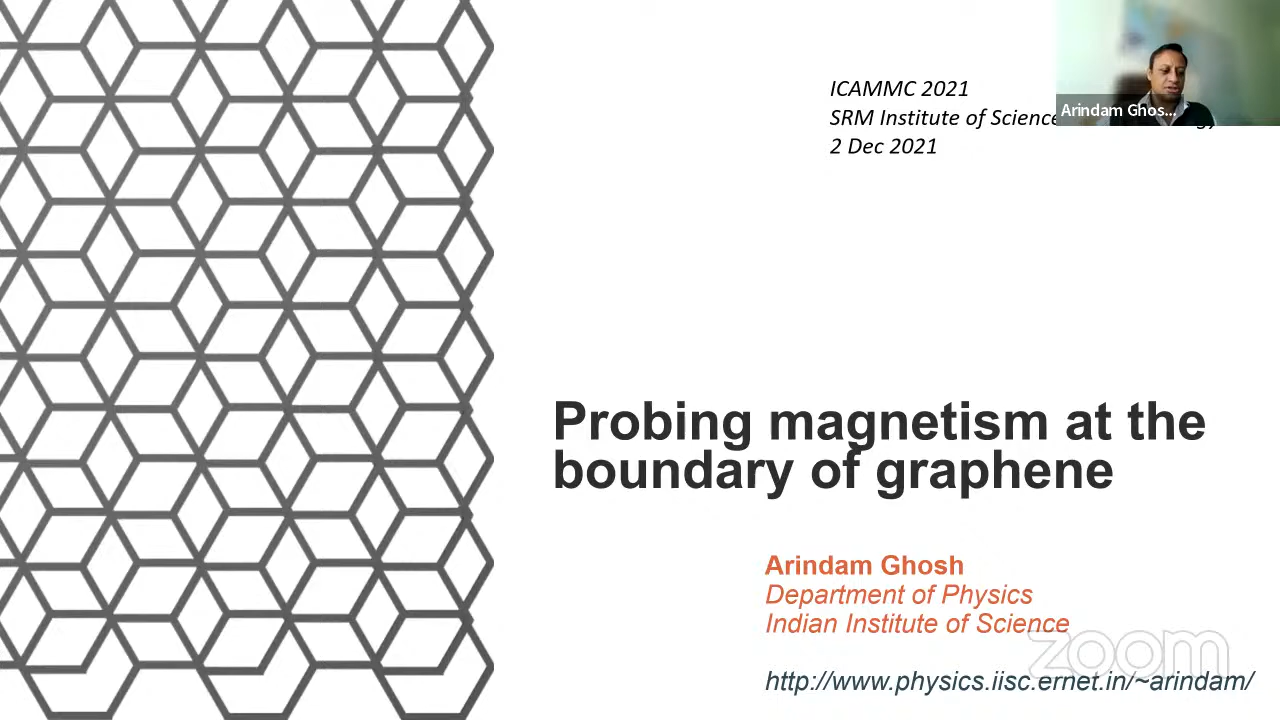 ICAMMC 2021
SRM Institute of Science
2 Dec 2021
Arindam Ghos...
Probing magnetism at the
boundary of graphene
Arindam Ghosh
Department of Physics
Indian Institute of Science
zoom
http://www.physics.iisc.ernet.in/~arindam/